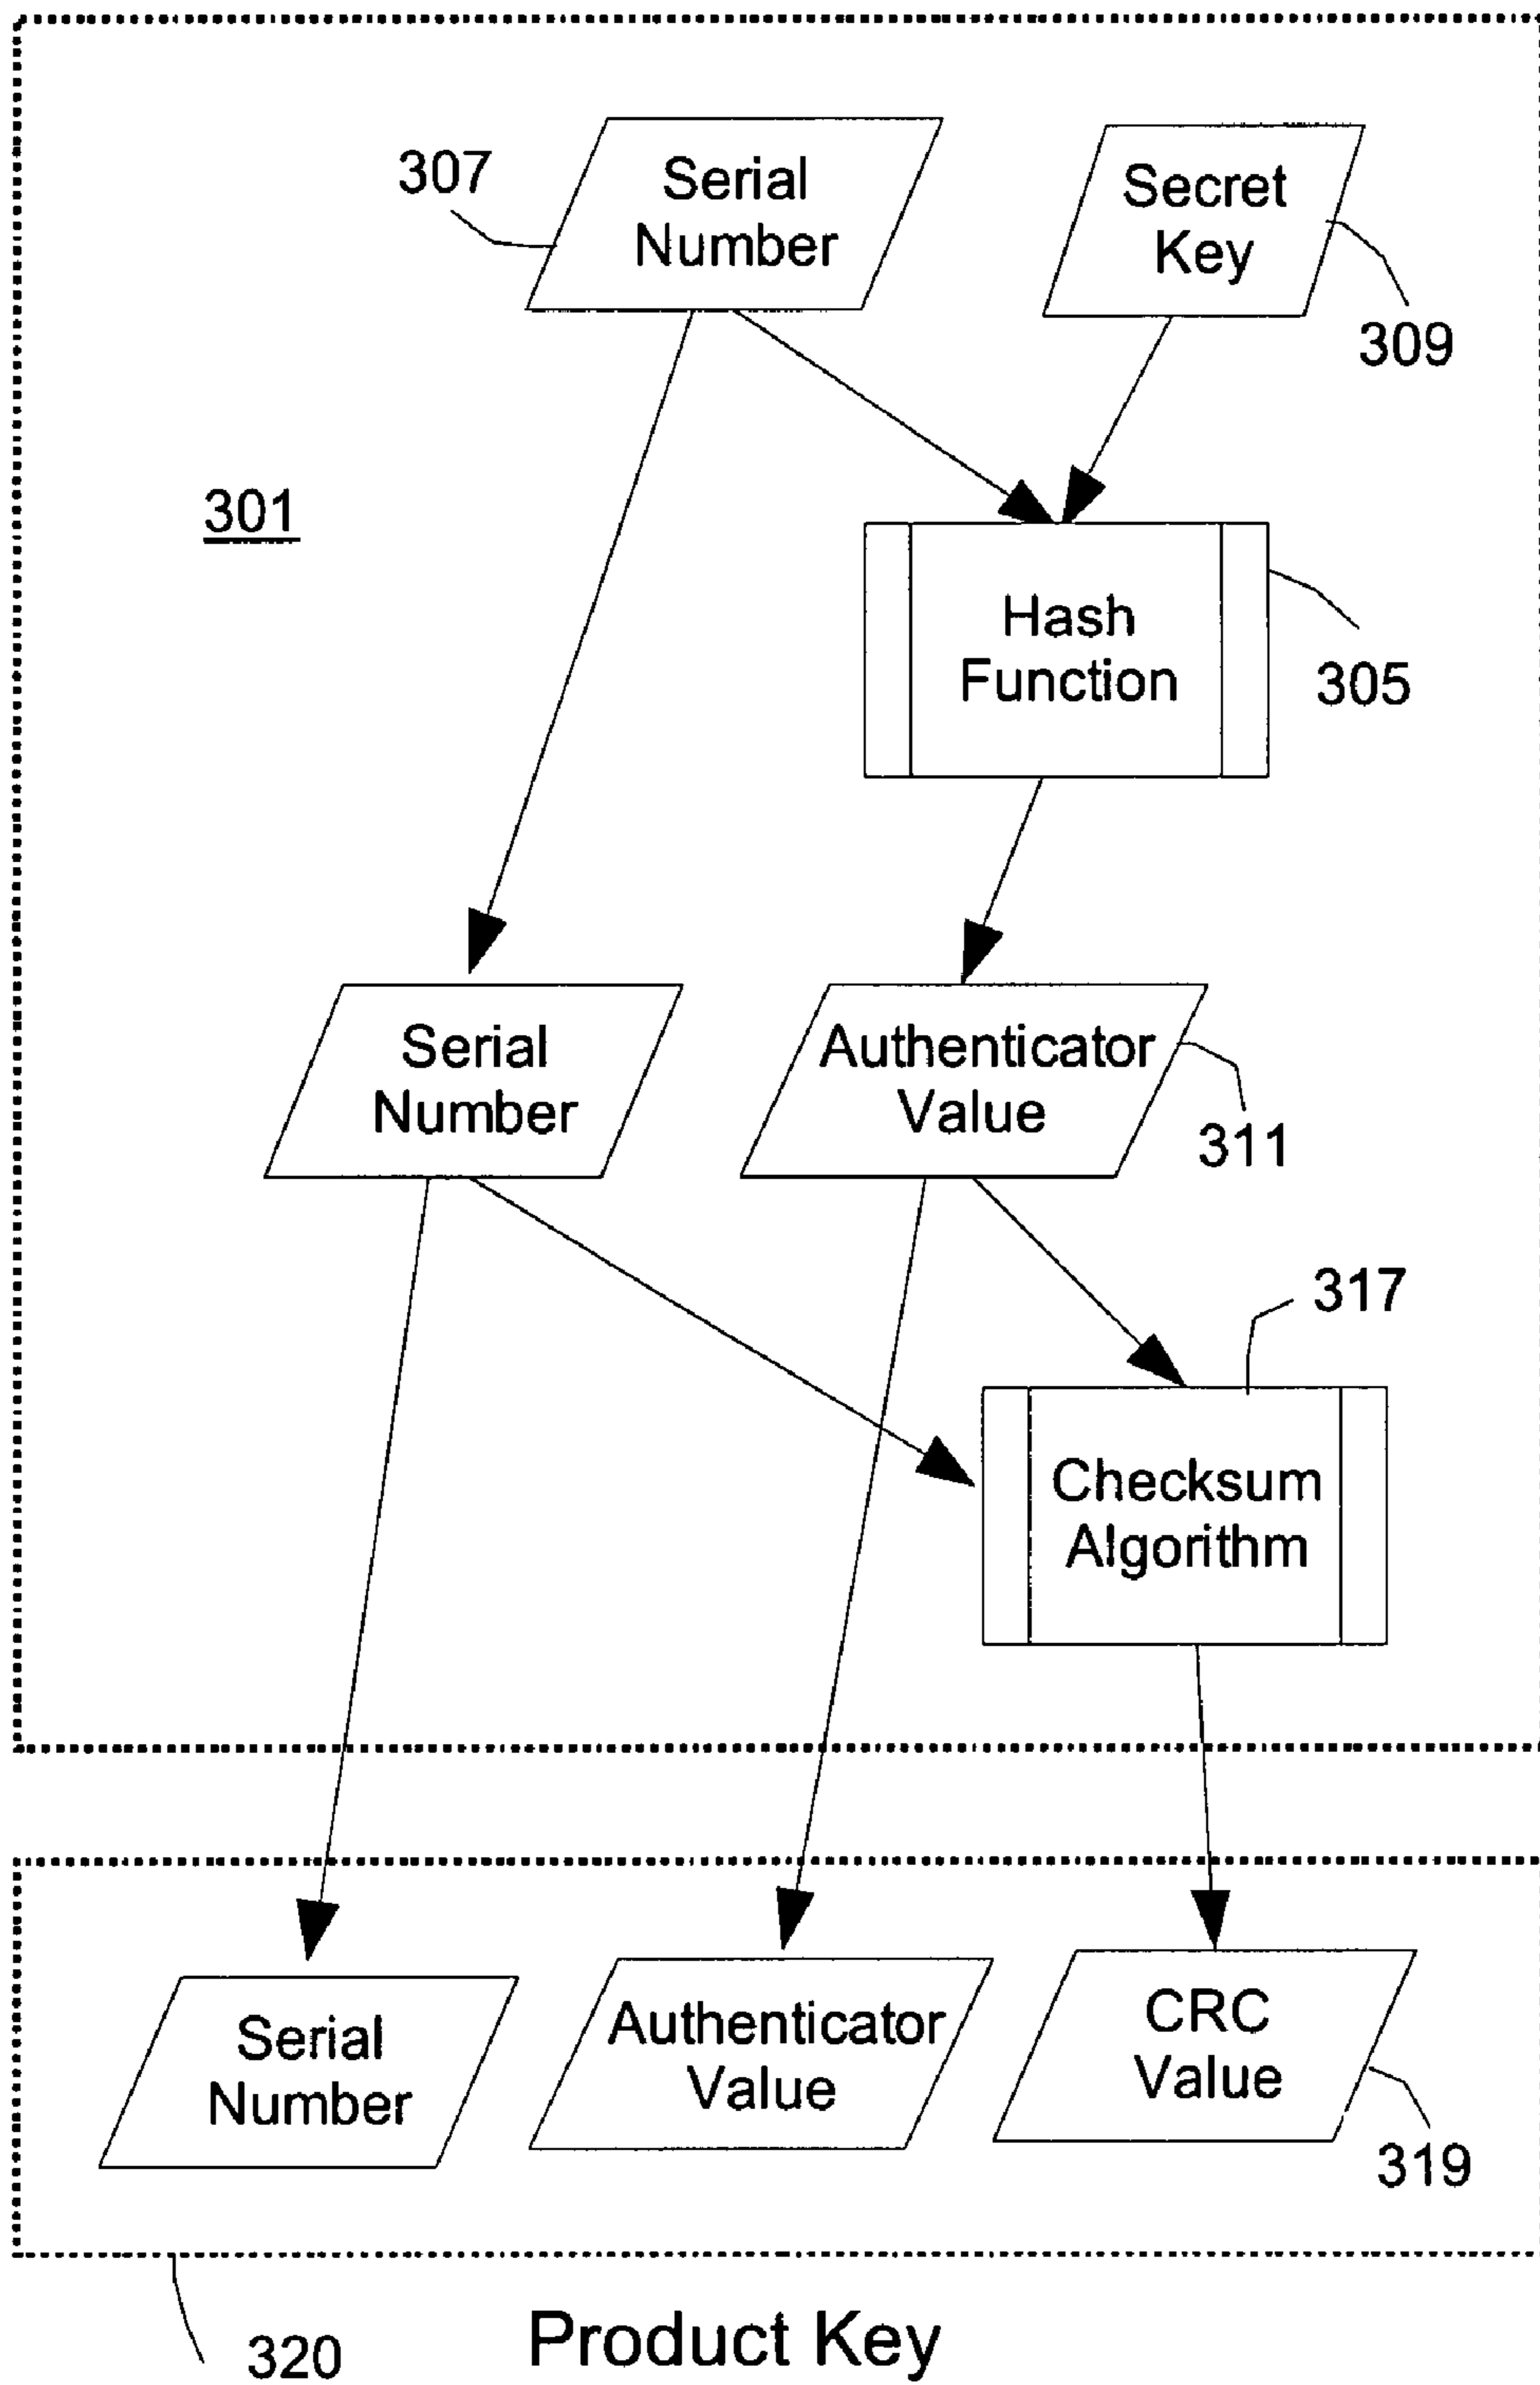 307
Serial
Number
Secret
Key
309
301
Hash
Function
305
Serial
Number
Authenticator
Value
311
317
Checksum
Algorithm
Serial
Number
Authenticator
Value
CRC
Value
319
320
Product Key